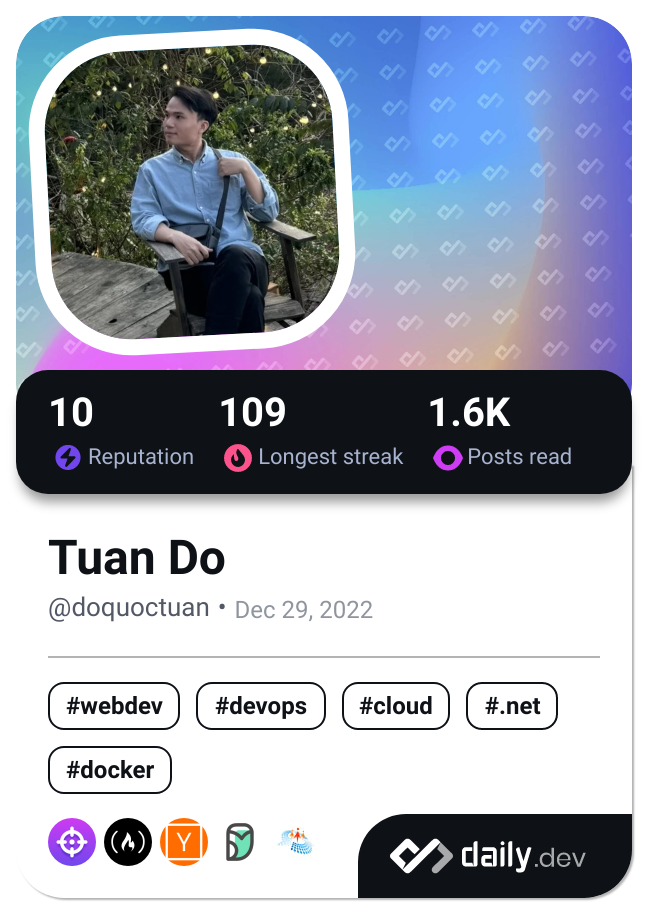 10 109 1.6K
Reputation Longest streak Posts read
Tuan Do
@doquoctuan • Dec 29, 2022
#webdev #devops #cloud #.net
#docker
Y
daily.dev